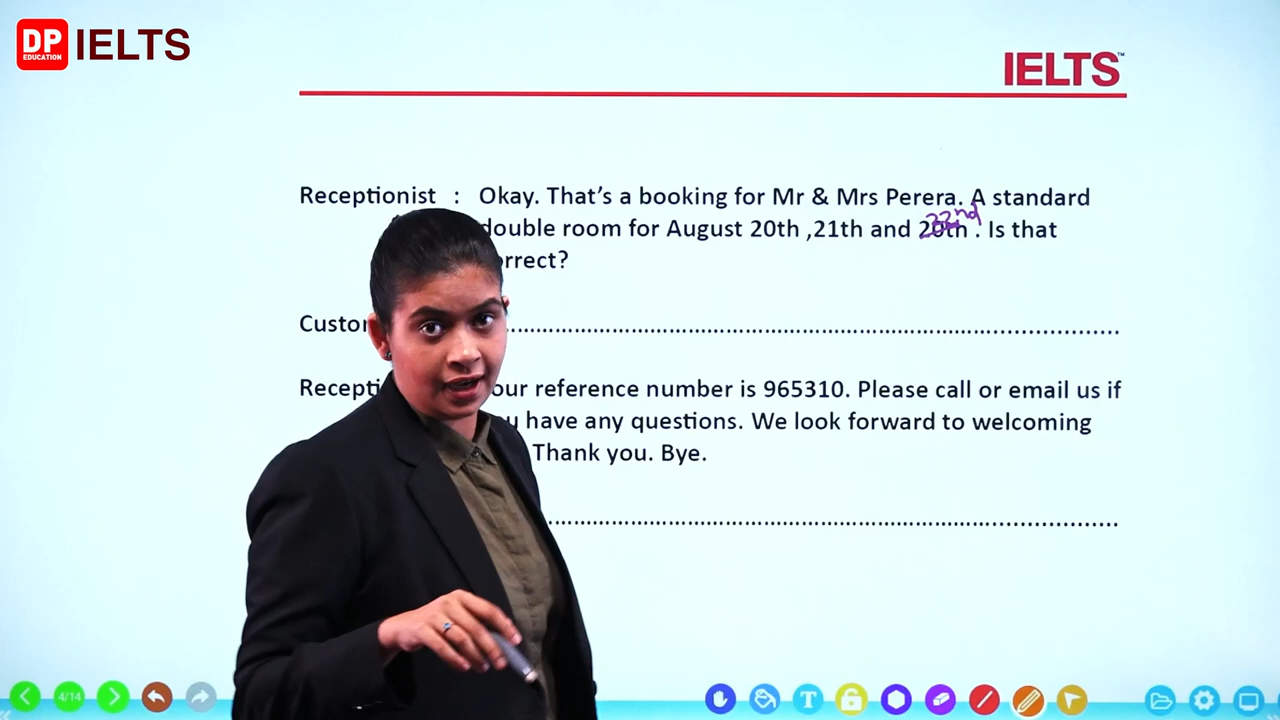 DP
EDUCATION
IELTS
IELTS™
Receptionist : Okay. That's a booking for Mr & Mrs Perera. A standard
22nd
double room for August 20th ,21th and 20th . Is that
orrect?
Custo
................................................................................
Recepti our reference number is 965310. Please call or email us if
u have any questions. We look forward to welcoming
Thank you. Bye.
................................................................................
4/14
T